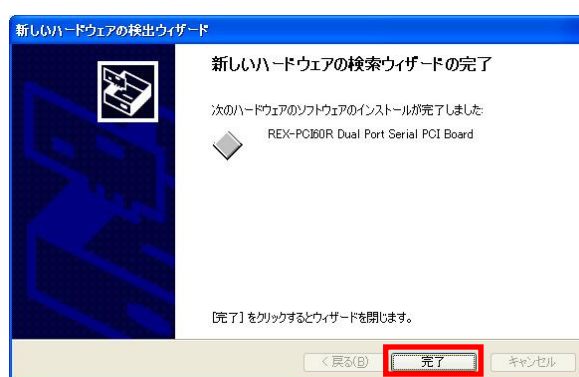 新しいハードウェアの検出ウィザード
新しいハードウェアの検索ウィザードの完了
次のハードウェアのソフトウェアのインストールが完了しました:
REX-PCI60R Dual Port Serial PCI Board
[完了] をクリックするとウィザードを閉じます。
< 戻る(B)
完了
キャンセル